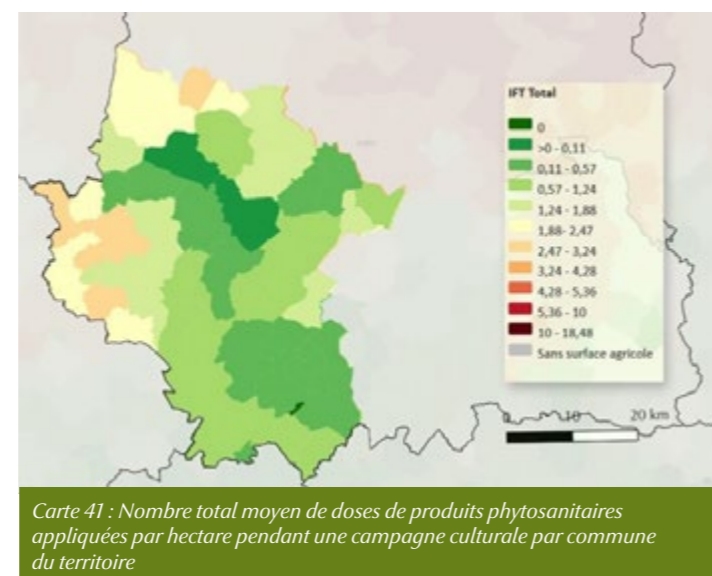 IFT Total
0
>0 - 0,11
0,11 - 0,57
0,57 - 1,24
1,24 - 1,88
1,88- 2,47
2,47 - 3,24
3,24 - 4,28
4,28 - 5,36
5,36 - 10
10 - 18,48
Sans surface agricole
0 10 20 km
Carte 41 : Nombre total moyen de doses de produits phytosanitaires
appliquées par hectare pendant une campagne culturale par commune
du territoire